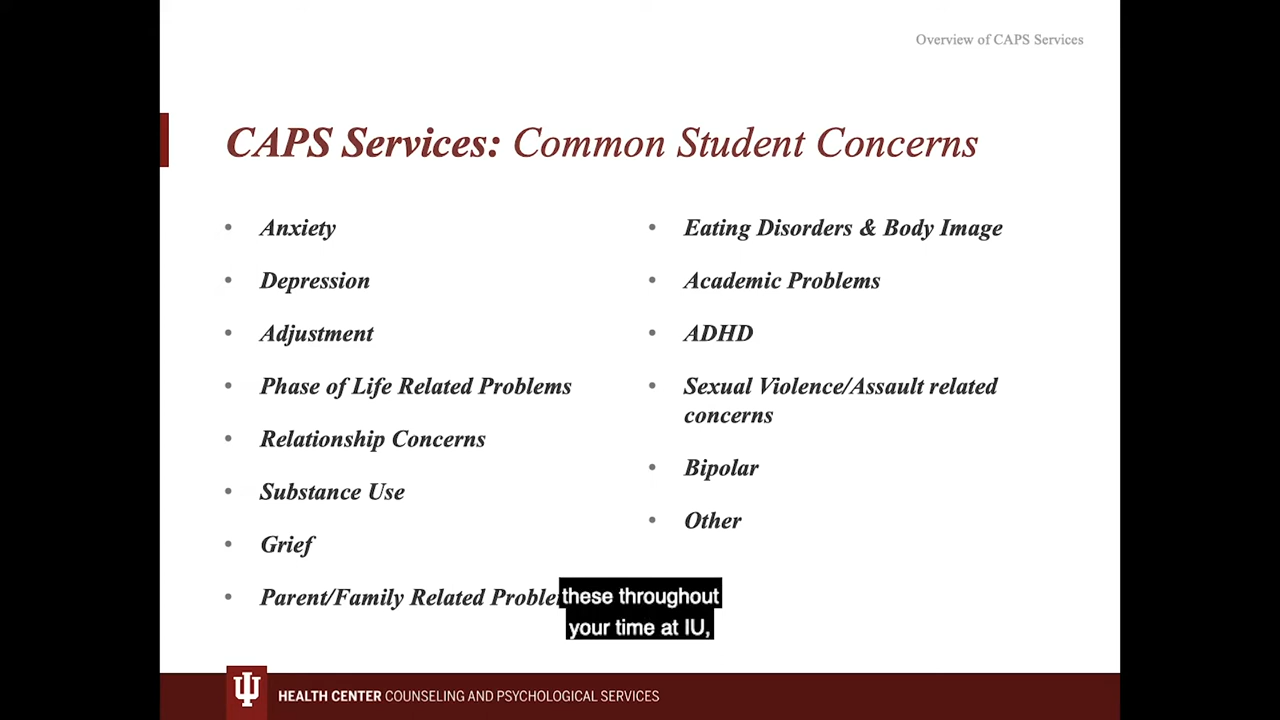 Overview of CAPS Services
CAPS Services: Common Student Concerns
• Anxiety
• Depression
• Adjustment
• Phase of Life Related Problems
• Relationship Concerns
• Substance Use
• Grief
• Parent/Family Related
• Eating Disorders & Body Image
• Academic Problems
• ADHD
• Sexual Violence/Assault related
concerns
• Bipolar
• Other
these throughout
your time at IU,
HEALTH CENTER COUNSELING AND PSYCHOLOGICAL SERVICES